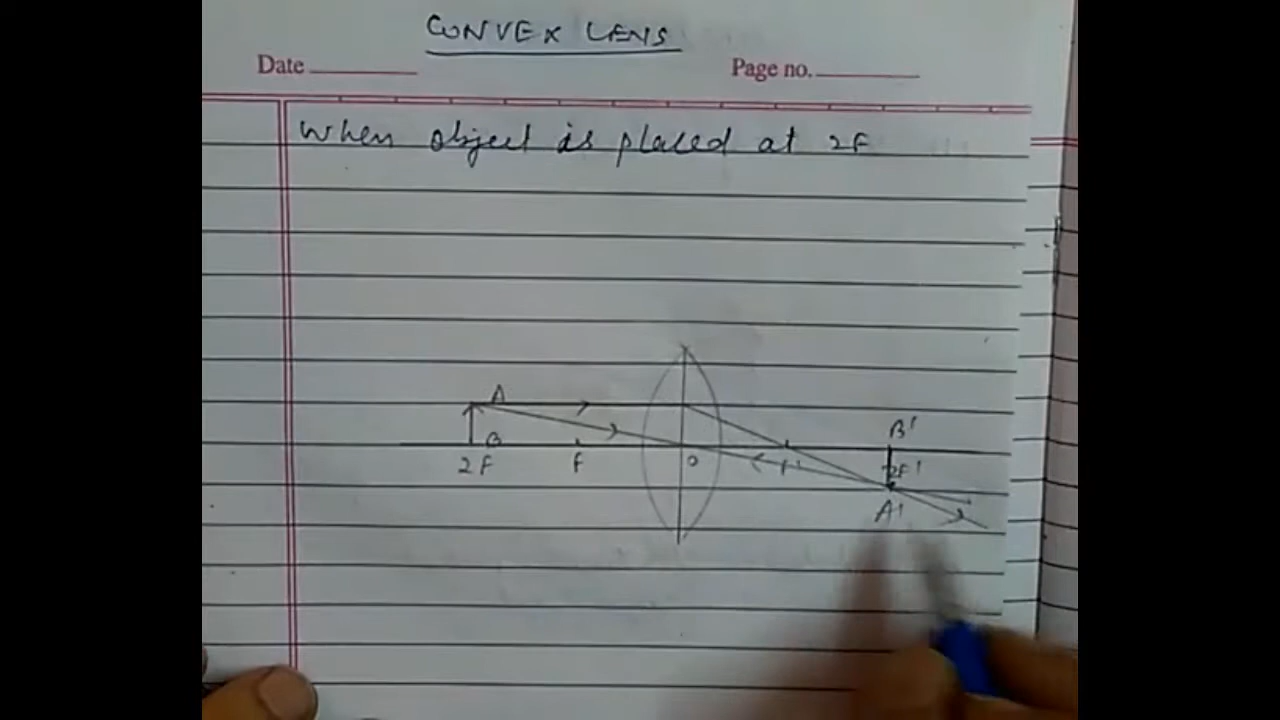 CONVEX LENS
Date
Page no.
When object is placed at 2F
A
B'
B
2F F O F' 2F'
A'